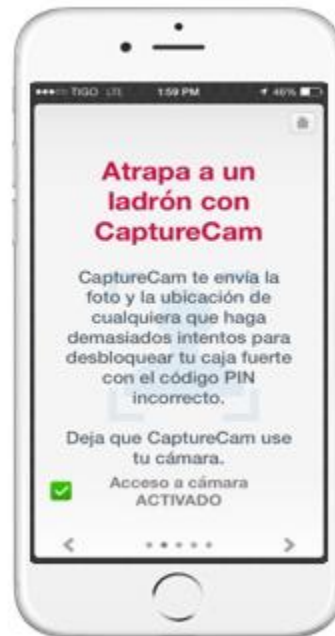 TIGO LTE 1:59 PM 46%
Atrapa a un
ladrón con
CaptureCam
CaptureCam te envía la
foto y la ubicación de
cualquiera que haga
demasiados intentos para
desbloquear tu caja fuerte
con el código PIN
incorrecto.
Deja que CaptureCam use
tu cámara.
Acceso a cámara
ACTIVADO